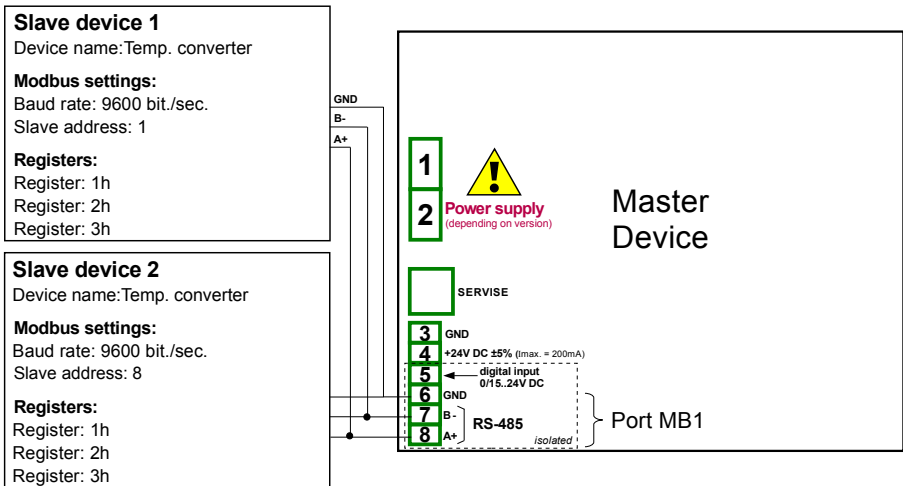 Slave device 1
Device name:Temp. converter
Modbus settings:
Baud rate: 9600 bit./sec.
Slave address: 1
Registers:
Register: 1h
Register: 2h
Register: 3h
GND
B-
A+
Slave device 2
Device name:Temp. converter
Modbus settings:
Baud rate: 9600 bit./sec.
Slave address: 8
Registers:
Register: 1h
Register: 2h
Register: 3h
1
2
Power supply
(depending on version)
Master
Device
SERVISE
3 GND
4 +24V DC ±5% (Imax. = 200mA)
5 digital input
0/15..24V DC
6 GND
7 B -
8 A+
RS-485
isolated
Port MB1